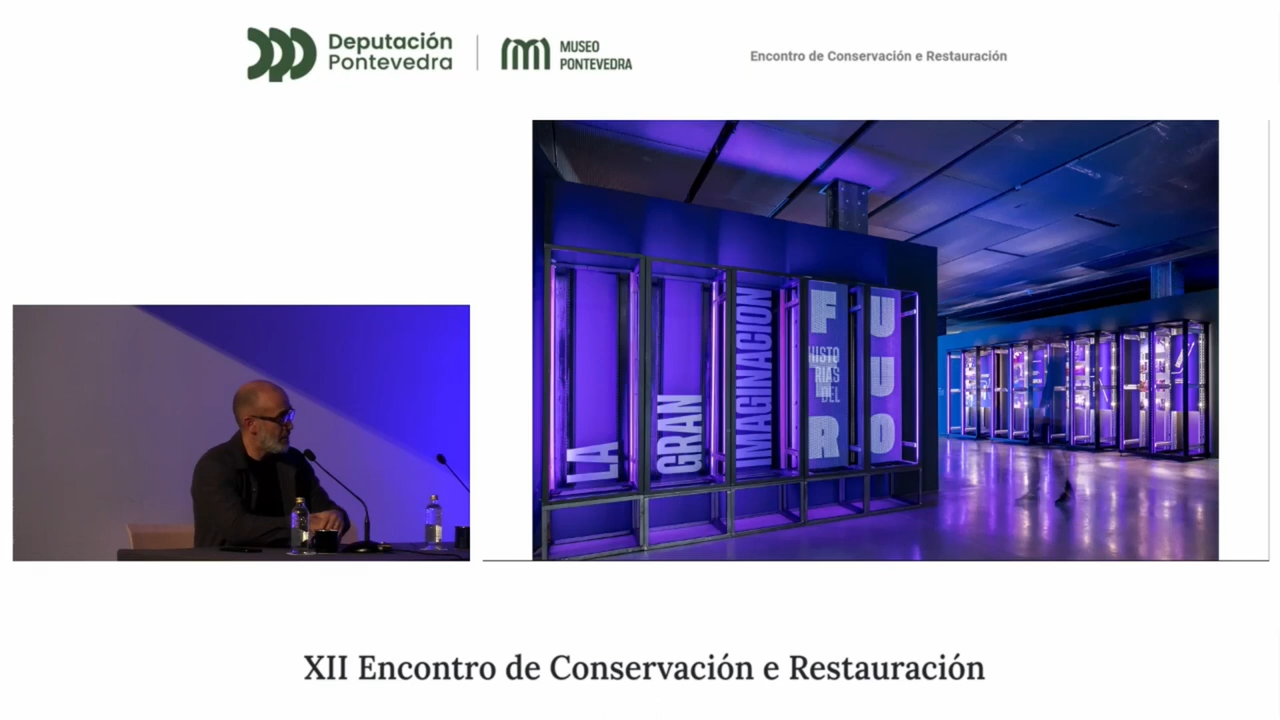 Deputación
Pontevedra
MUSEO
PONTEVEDRA
Encontro de Conservación e Restauración
LA
GRAN
IMAGINACION
HISTO
RIAS
DEL
F U
T U
R O
XII Encontro de Conservación e Restauración